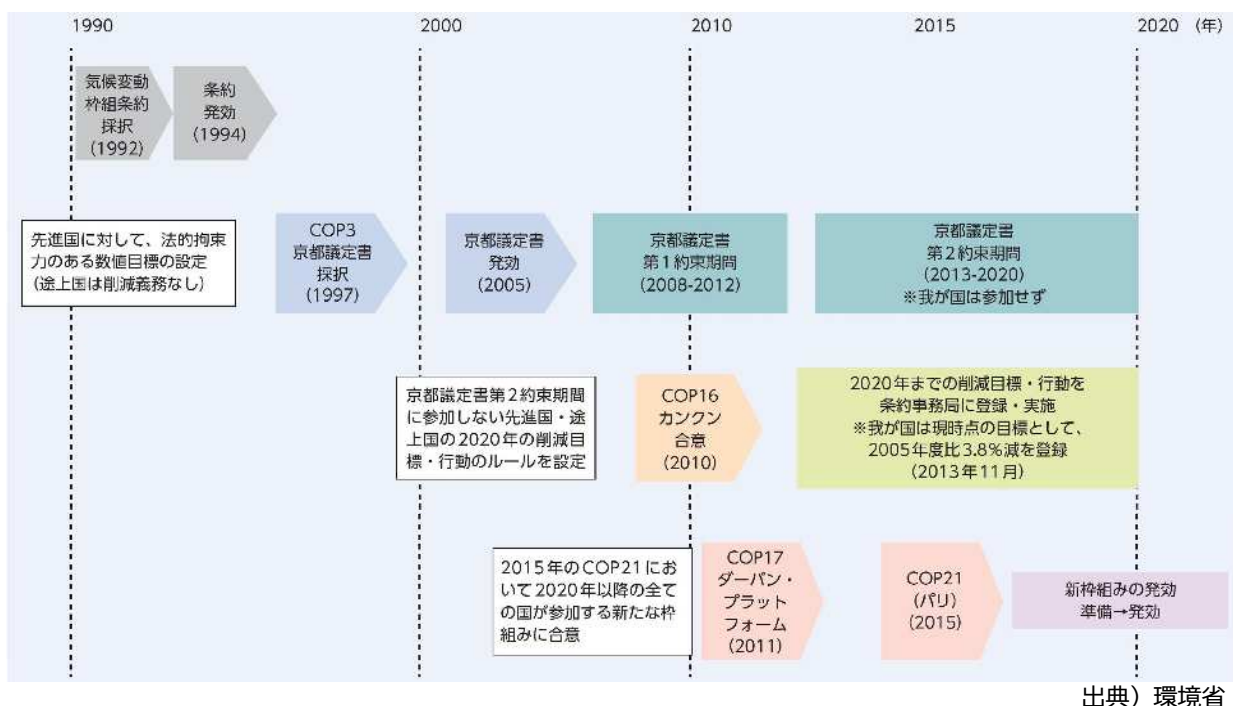 1990
2000
2010
2015
2020 (年)
気候変動
枠組条約
採択
(1992)
条約
発効
(1994)
先進国に対して、法的拘束
力のある数値目標の設定
(途上国は削減義務なし)
COP3
京都議定書
採択
(1997)
京都議定書
発効
(2005)
京都議定書
第1約束期間
(2008-2012)
京都議定書
第2約束期間
(2013-2020)
※我が国は参加せず
京都議定書第2約束期間
に参加しない先進国・途
上国の2020年の削減目
標・行動のルールを設定
COP16
カンクン
合意
(2010)
2020年までの削減目標・行動を
条約事務局に登録・実施
※我が国は現時点の目標として、
2005年度比3.8%減を登録
(2013年11月)
2015年のCOP21にお
いて2020年以降の全て
の国が参加する新たな枠
組みに合意
COP17
ダーバン・
プラット
フォーム
(2011)
COP21
(パリ)
(2015)
新枠組みの発効
準備→発効
出典）環境省